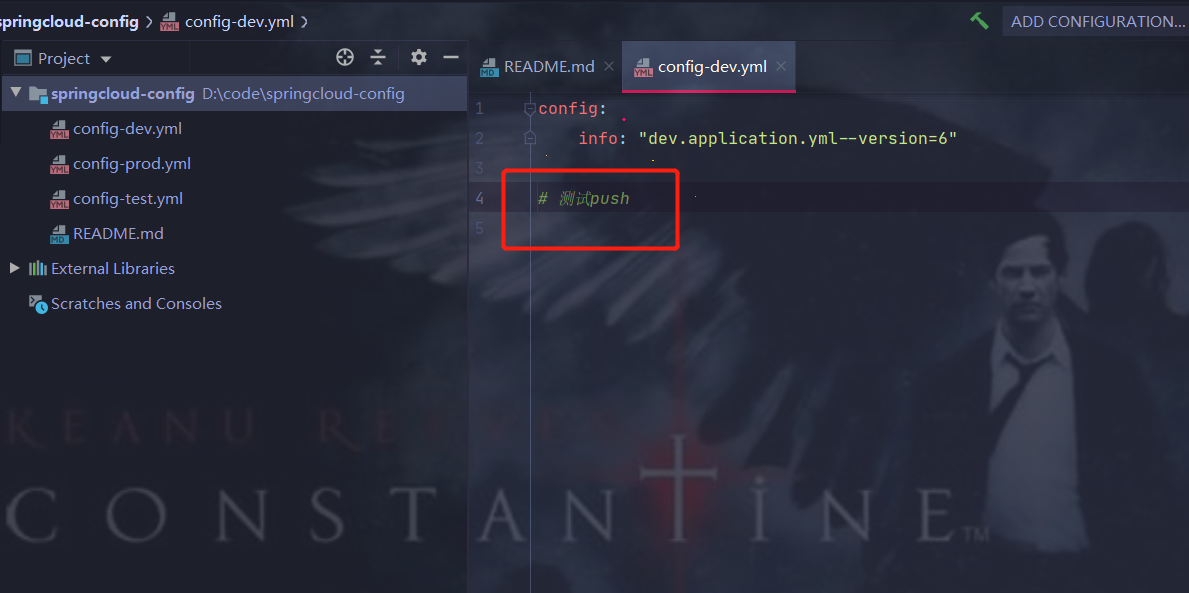 springcloud-config
config-dev.yml
ADD CONFIGURATION...
Project
README.md
config-dev.yml
springcloud-config D:\code\springcloud-config
config-dev.yml
config-prod.yml
config-test.yml
README.md
External Libraries
Scratches and Consoles
1 config:
2 info: "dev.application.yml--version=6"
3
4 # 测试push
5
KEANU REEVES
CONSTANTINE™